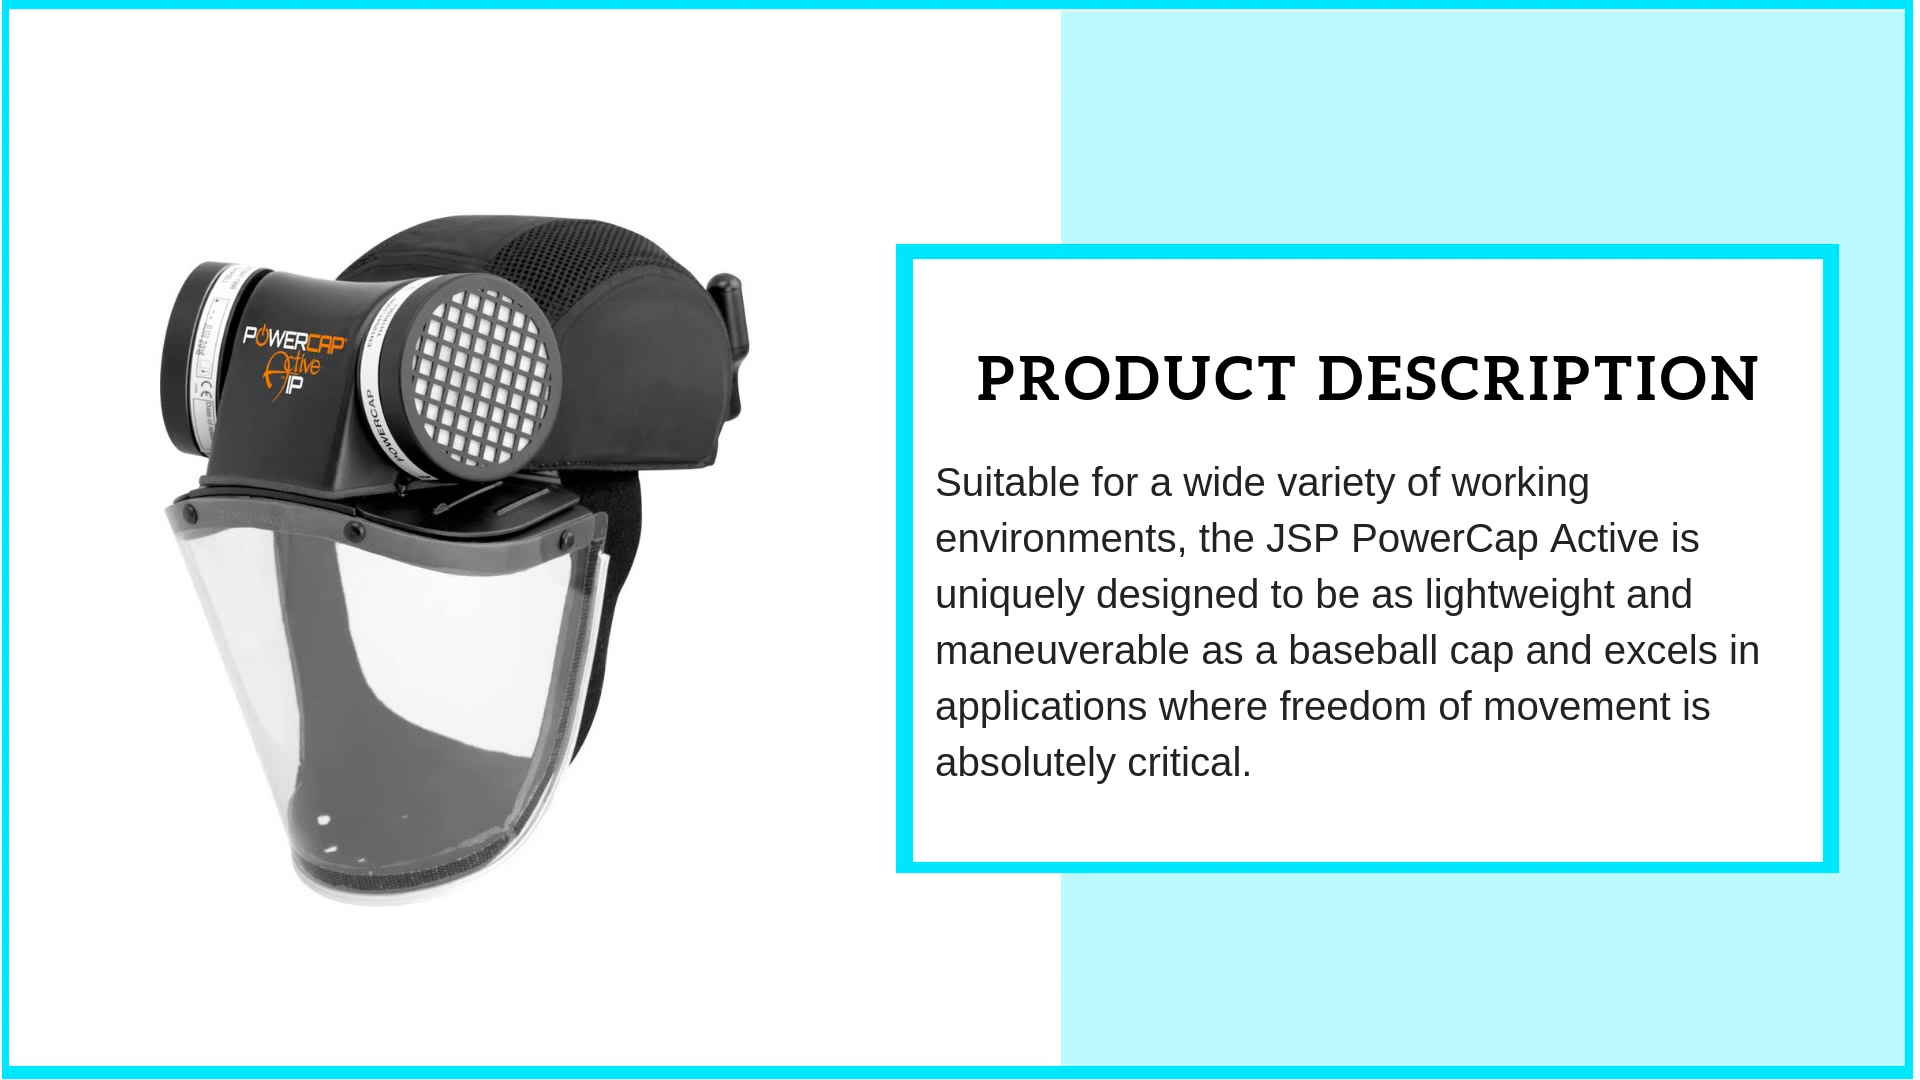 POWERCAP
Active
IP
POWERCAP
PRODUCT DESCRIPTION
Suitable for a wide variety of working
environments, the JSP PowerCap Active is
uniquely designed to be as lightweight and
maneuverable as a baseball cap and excels in
applications where freedom of movement is
absolutely critical.